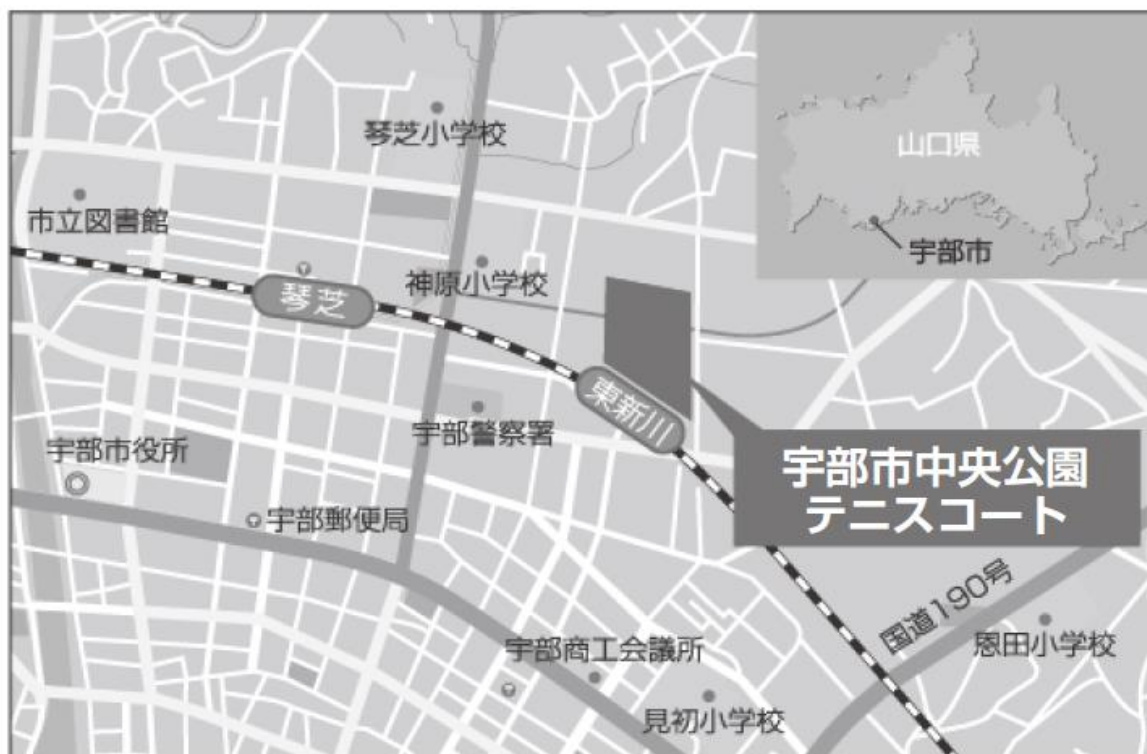 琴芝小学校
山口県
宇部市
市立図書館
神原小学校
琴芝
東新川
宇部警察署
宇部市役所
宇部市中央公園
テニスコート
宇部郵便局
国道190号
恩田小学校
宇部商工会議所
見初小学校